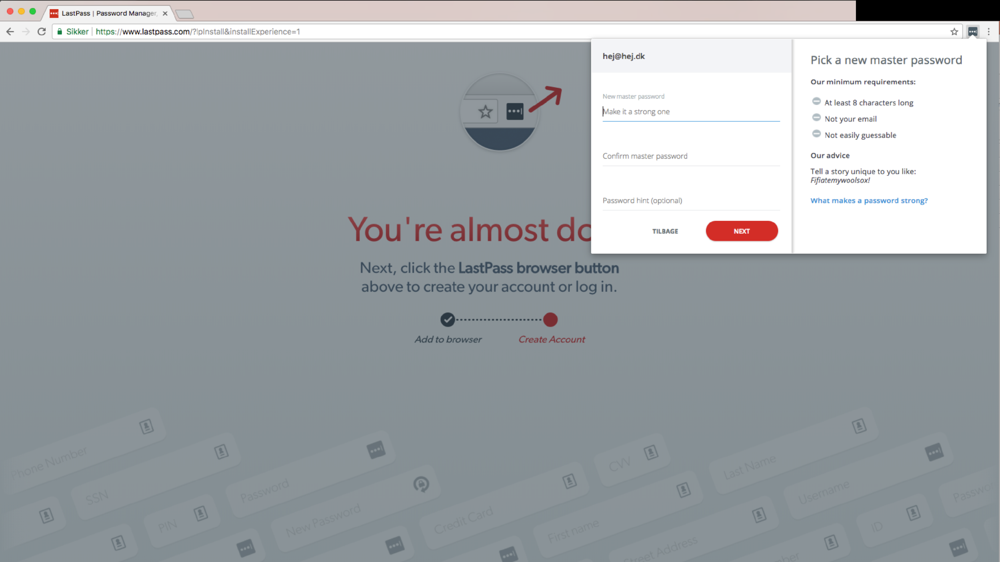 LastPass | Password Manager,
Sikker | https://www.lastpass.com/?lpInstall&installExperience=1
hej@hej.dk
New master password
Make it a strong one
Confirm master password
Password hint (optional)
TILBAGE
NEXT
Pick a new master password
Our minimum requirements:
At least 8 characters long
Not your email
Not easily guessable
Our advice
Tell a story unique to you like:
Fifiatemywoolsox!
What makes a password strong?
You're almost do
Next, click the LastPass browser button
above to create your account or log in.
Add to browser
Create Account
Phone Number
SSN
PIN
Password
New Password
Credit Card
CVV
First name
Last Name
Street Address
Username
ID
Passwo